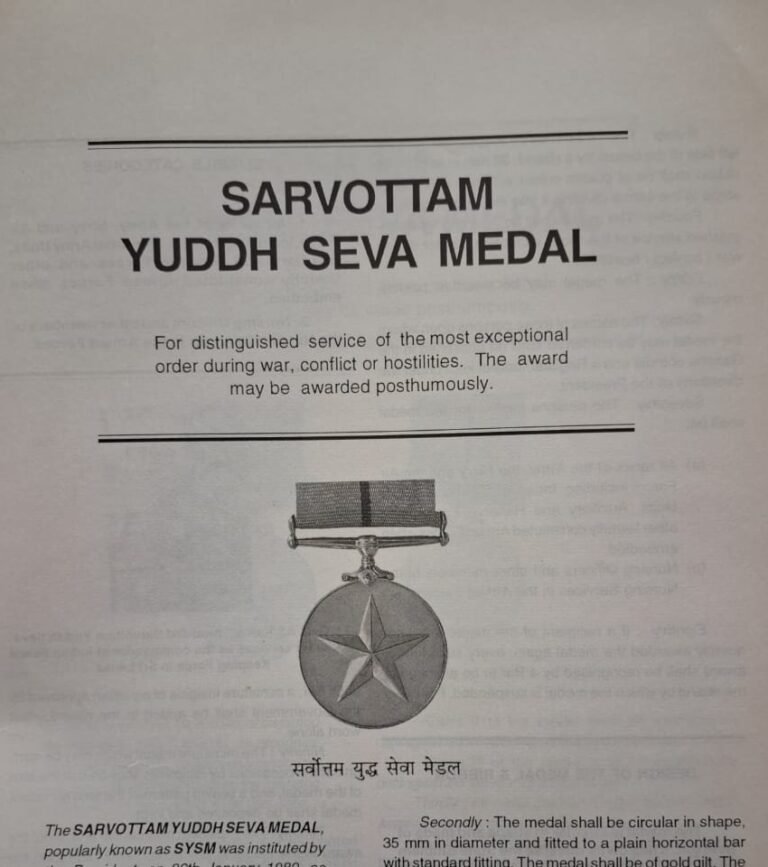 SARVOTTAM
YUDDH SEVA MEDAL
For distinguished service of the most exceptional
order during war, conflict or hostilities. The award
may be awarded posthumously.
सर्वोत्तम युद्ध सेवा मेडल
The SARVOTTAM YUDDH SEVA MEDAL,
popularly known as SYSM was instituted by
Secondly : The medal shall be circular in shape,
35 mm in diameter and fitted to a plain horizontal bar
with standard fitting. The medal shall be of gold gilt. The